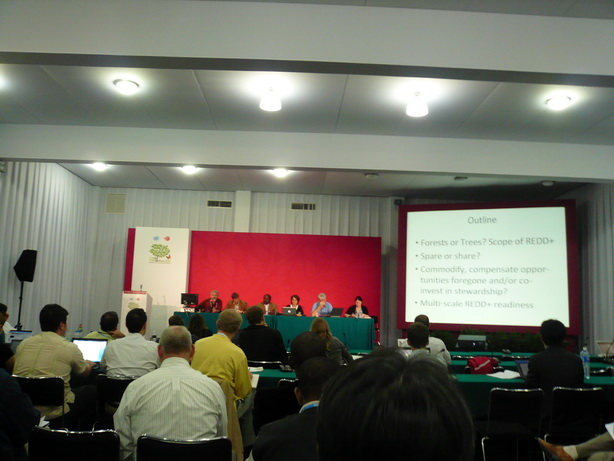 Outline
• Forests or Trees? Scope of REDD+
• Spare or share?
• Commodify, compensate oppor-
tunities foregone and/or co-
invest in stewardship?
• Multi-scale REDD+ readiness